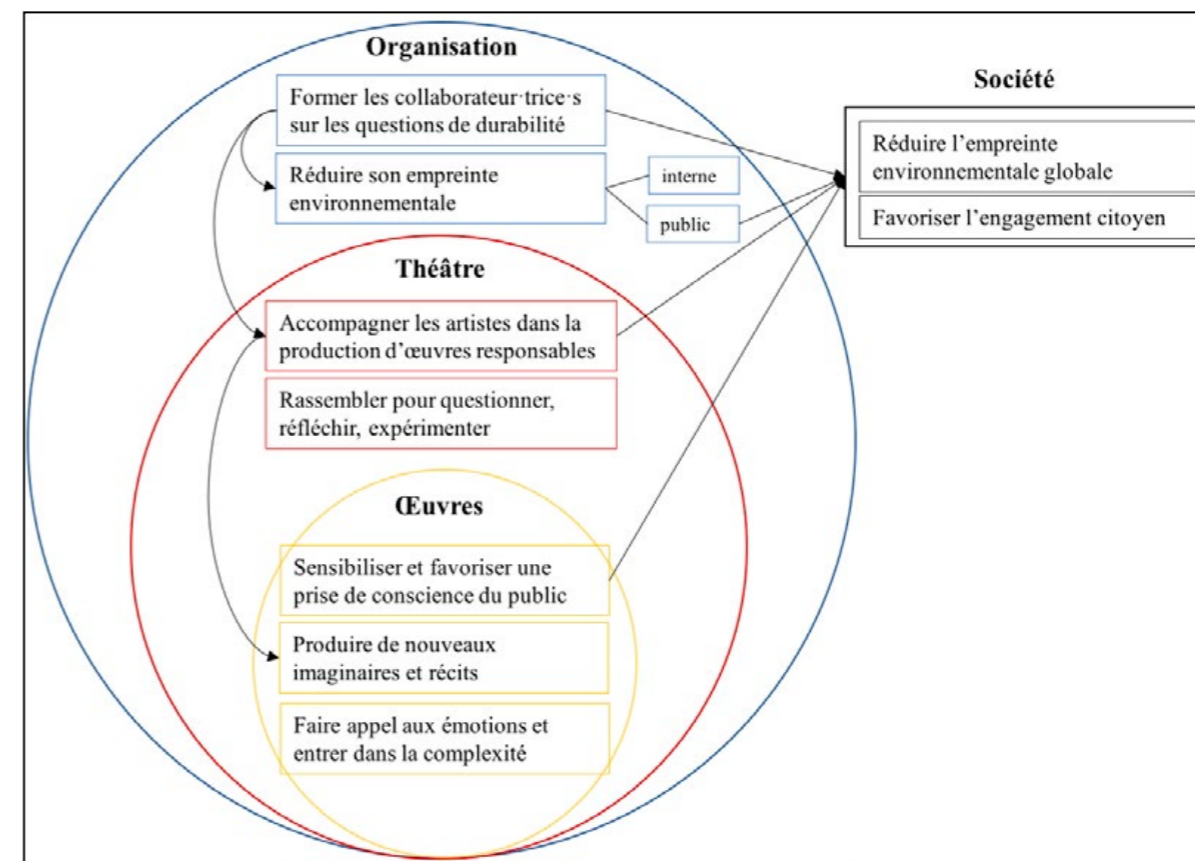 Organisation
Former les collaborateur·trice·s
sur les questions de durabilité
Réduire son empreinte
environnementale
interne
public
Société
Réduire l’empreinte
environnementale globale
Favoriser l’engagement citoyen
Théâtre
Accompagner les artistes dans la
production d’œuvres responsables
Rassembler pour questionner,
réfléchir, expérimenter
Œuvres
Sensibiliser et favoriser une
prise de conscience du public
Produire de nouveaux
imaginaires et récits
Faire appel aux émotions et
entrer dans la complexité